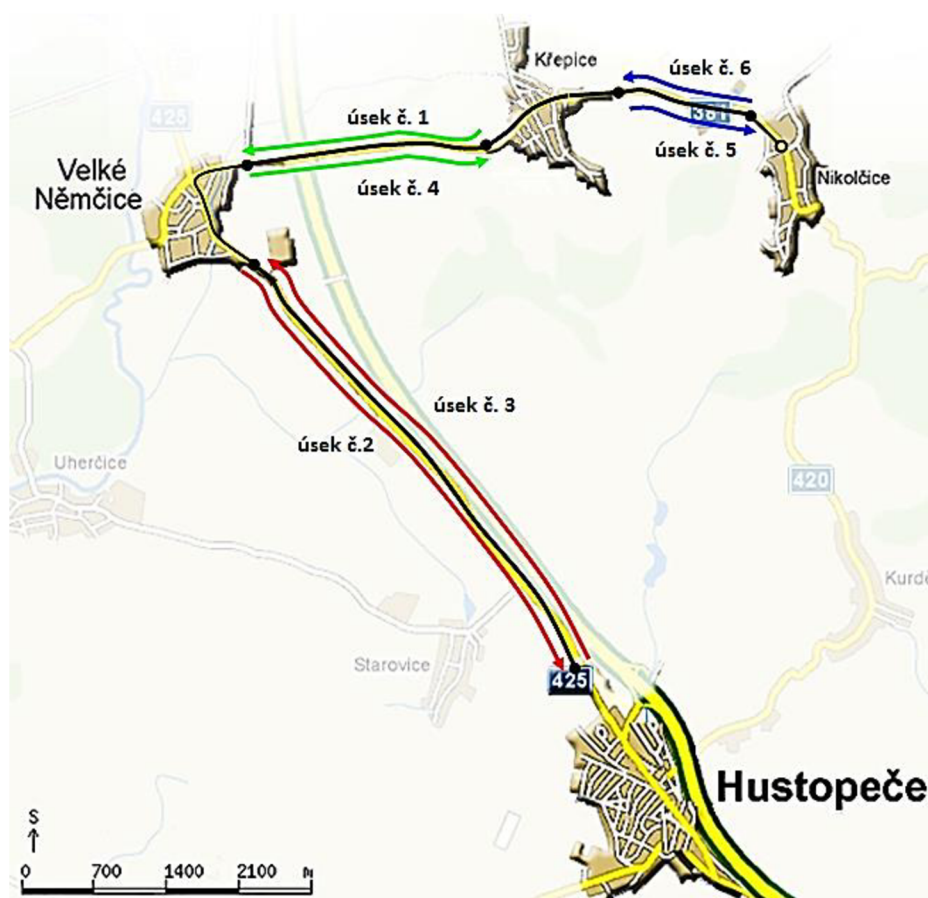 Křepice
úsek č. 6
425
úsek č. 1
381
úsek č. 5
Velké
Němčice
úsek č. 4
Nikolčice
úsek č. 3
úsek č.2
Uherčice
420
Kurdě
Starovice
425
Hustopeče
S
0 700 1400 2100 M